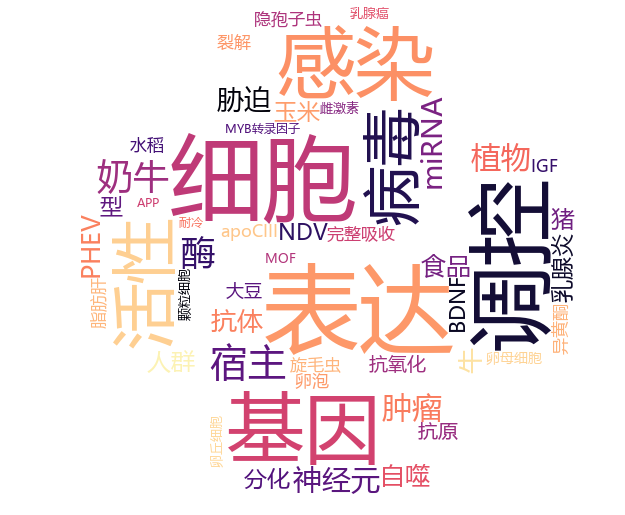 乳腺癌
隐孢子虫
裂解
感染
胁迫
玉米
雌激素
病毒
miRNA
MYB转录因子
水稻
细胞
奶牛
植物
IGF
型
APP
调控
猪
耐冷
PHEV
活性
酶
apoCIII
NDV
完整吸收
乳腺炎
MOF
食品
颗粒细胞
脂肪肝
大豆
表达
BDNF
抗体
异黄酮
人群
宿主
旋毛虫
抗氧化
牛
卵母细胞
卵泡
基因
肿瘤
卵丘细胞
抗原
分化
神经元
自噬